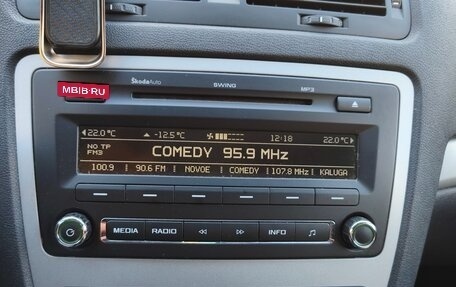 ŠkodaAuto SWING MP3
MBIB.RU
22.0 °C -12.5°C 12:18 22.0 °C
NO TP
FM3
COMEDY 95.9 MHz
100.9 90.6 FM NOVOE COMEDY 107.8 MHz KALUGA
MEDIA RADIO INFO